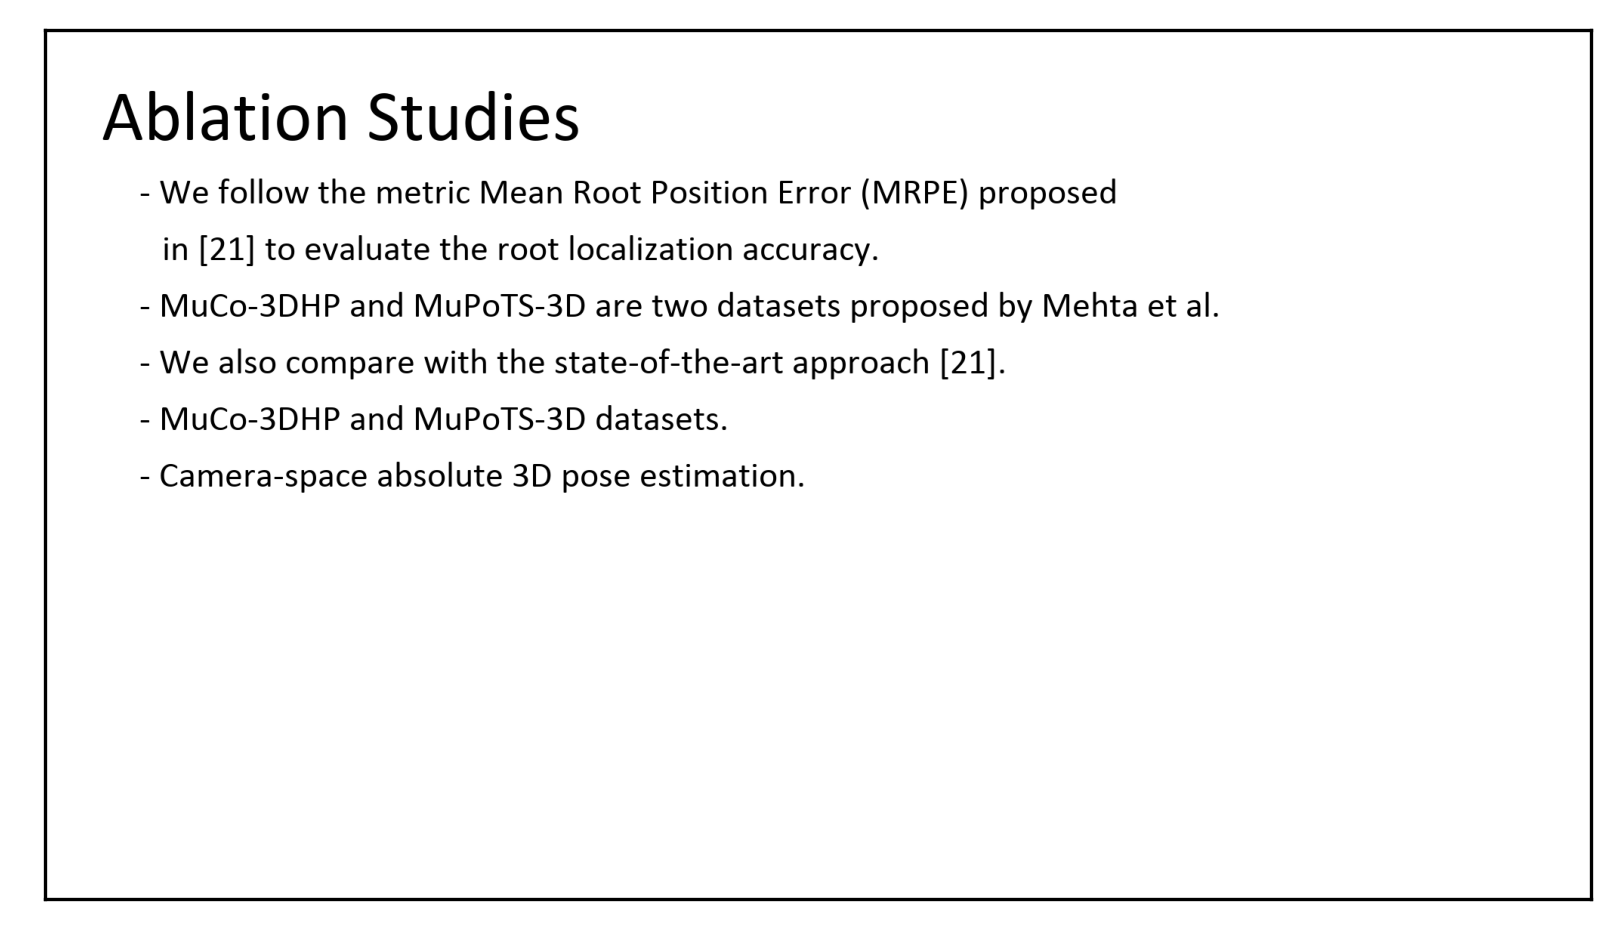 Ablation Studies
- We follow the metric Mean Root Position Error (MRPE) proposed
in [21] to evaluate the root localization accuracy.
- MuCo-3DHP and MuPoTS-3D are two datasets proposed by Mehta et al.
- We also compare with the state-of-the-art approach [21].
- MuCo-3DHP and MuPoTS-3D datasets.
- Camera-space absolute 3D pose estimation.